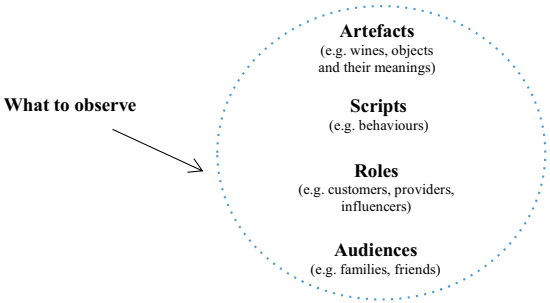 Artefacts
(e.g. wines, objects
and their meanings)
What to observe
Scripts
(e.g. behaviours)
Roles
(e.g. customers, providers,
influencers)
Audiences
(e.g. families, friends)